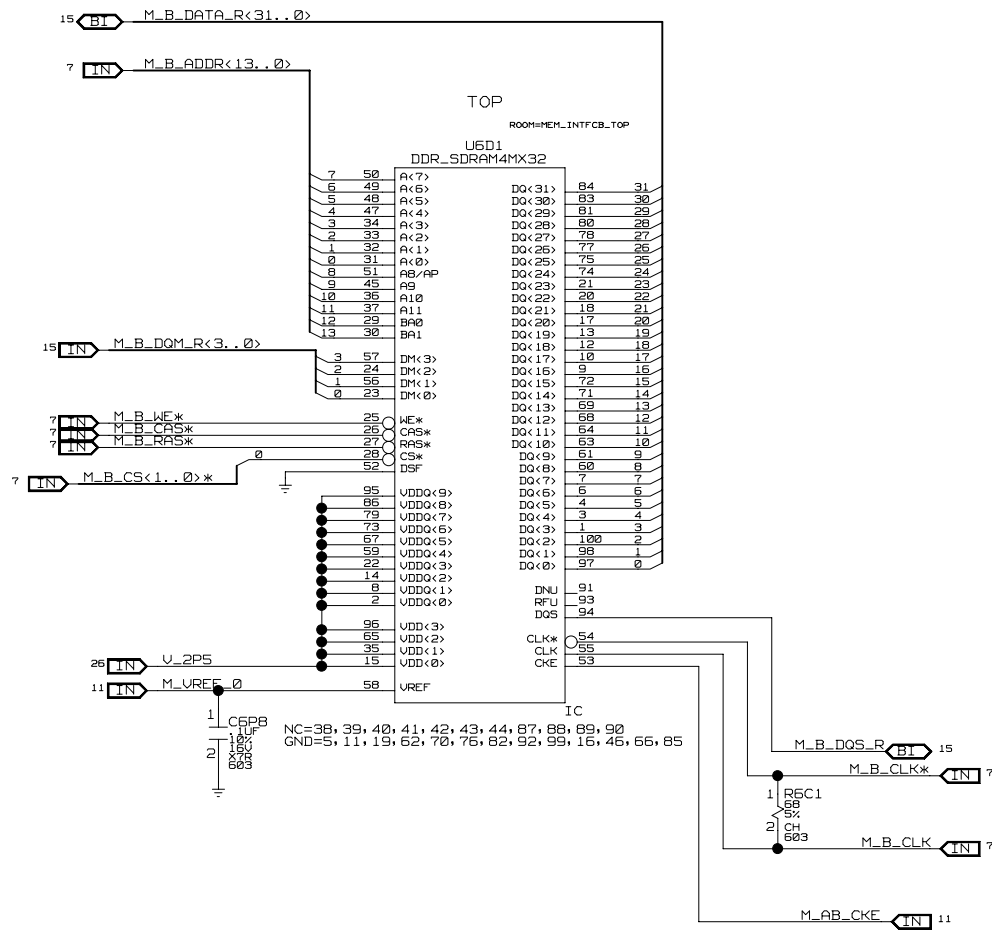 15 BI M_B_DATA_R<31..0>
7 IN M_B_ADDR<13..0>
TOP
ROOM=MEM_INTFCB_TOP
U6D1
DDR_SDRAM4MX32
7 50 A<7>
6 49 A<6>
5 48 A<5>
4 47 A<4>
3 34 A<3>
2 33 A<2>
1 32 A<1>
0 31 A<0>
8 51 A8/AP
9 45 A9
10 36 A10
11 37 A11
12 29 BA0
13 30 BA1
15 IN M_B_DQM_R<3..0>
3 57 DM<3>
2 24 DM<2>
1 56 DM<1>
0 23 DM<0>
7 IN M_B_WE* 25 WE*
7 IN M_B_CAS* 26 CAS*
7 IN M_B_RAS* 27 RAS*
0 28 CS*
52 DSF
7 IN M_B_CS<1..0>*
95 VDDQ<9>
86 VDDQ<8>
79 VDDQ<7>
73 VDDQ<6>
67 VDDQ<5>
59 VDDQ<4>
22 VDDQ<3>
14 VDDQ<2>
8 VDDQ<1>
2 VDDQ<0>
96 VDD<3>
65 VDD<2>
35 VDD<1>
26 IN V_2P5 15 VDD<0>
11 IN M_VREF_0 58 VREF
DQ<31> 84 31
DQ<30> 83 30
DQ<29> 81 29
DQ<28> 80 28
DQ<27> 78 27
DQ<26> 77 26
DQ<25> 75 25
DQ<24> 74 24
DQ<23> 21 23
DQ<22> 20 22
DQ<21> 18 21
DQ<20> 17 20
DQ<19> 13 19
DQ<18> 12 18
DQ<17> 10 17
DQ<16> 9 16
DQ<15> 72 15
DQ<14> 71 14
DQ<13> 69 13
DQ<12> 68 12
DQ<11> 64 11
DQ<10> 63 10
DQ<9> 61 9
DQ<8> 60 8
DQ<7> 7 7
DQ<6> 6 6
DQ<5> 4 5
DQ<4> 3 4
DQ<3> 1 3
DQ<2> 100 2
DQ<1> 98 1
DQ<0> 97 0
DNU 91
RFU 93
DQS 94
CLK* 54
CLK 55
CKE 53
IC
1 C6P8
.1UF
10%
2 16V
X7R
603
NC=38,39,40,41,42,43,44,87,88,89,90
GND=5,11,19,62,70,76,82,92,99,16,46,66,85
M_B_DQS_R BI 15
M_B_CLK* IN 7
1 R6C1
68
5%
2 CH
603
M_B_CLK IN 7
M_AB_CKE IN 11